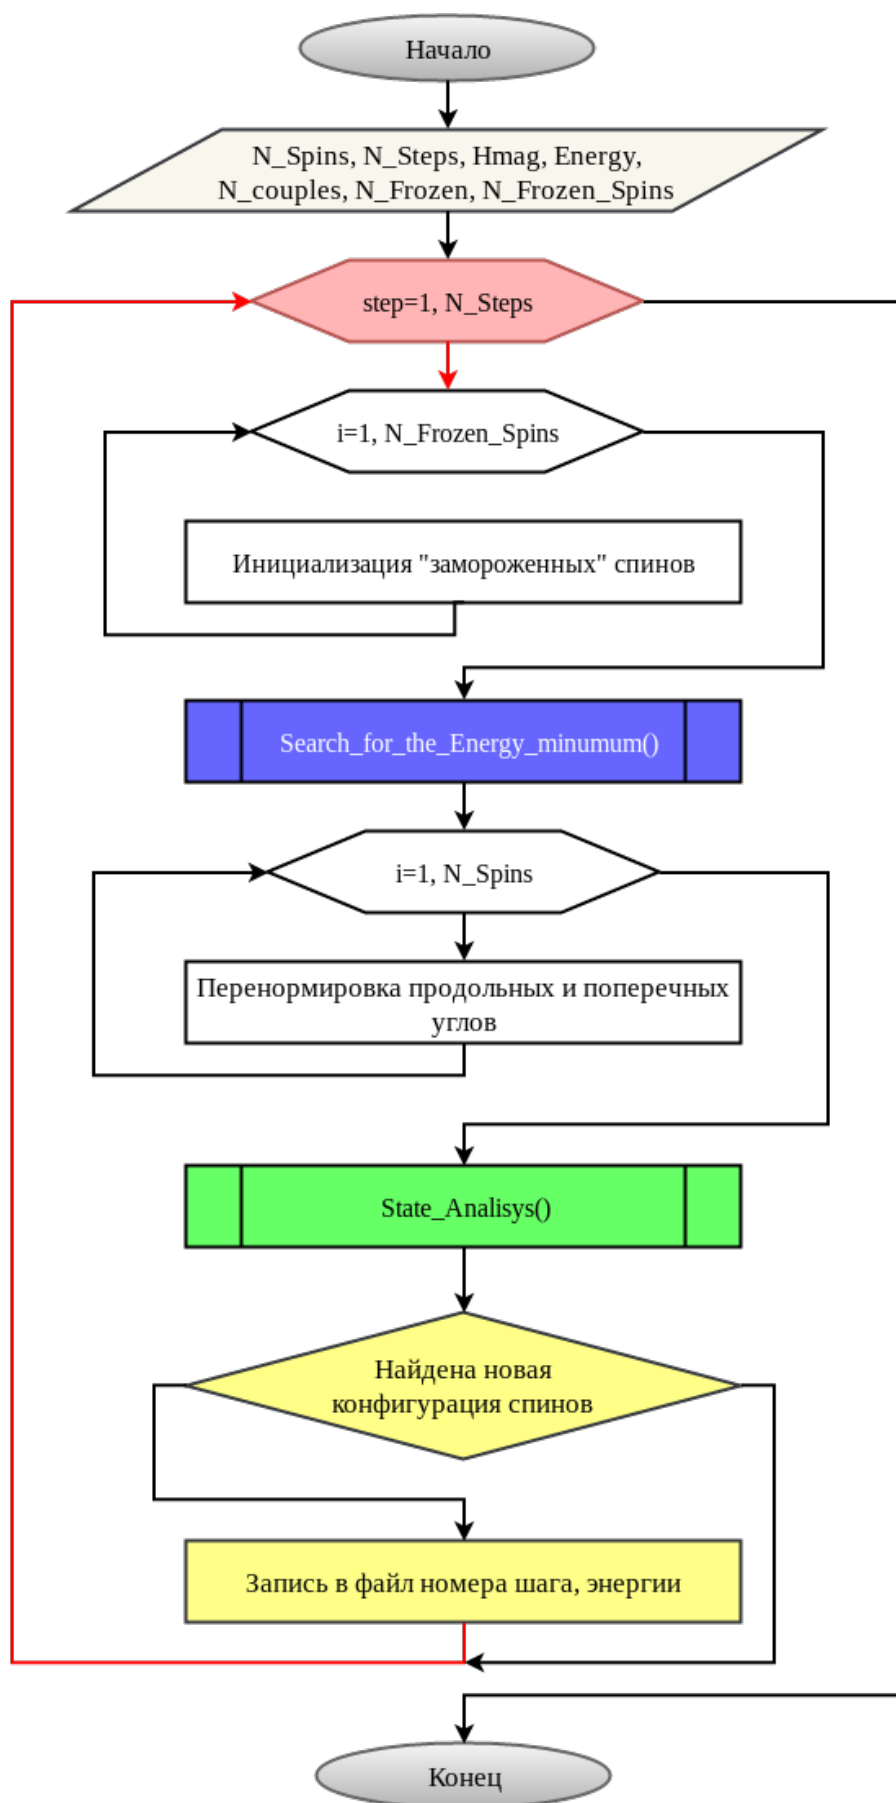 Начало
N_Spins, N_Steps, Hmag, Energy,
N_couples, N_Frozen, N_Frozen_Spins
step=1, N_Steps
i=1, N_Frozen_Spins
Инициализация "замороженных" спинов
Search_for_the_Energy_minumum()
i=1, N_Spins
Перенормировка продольных и поперечных
углов
State_Analisys()
Найдена новая
конфигурация спинов
Запись в файл номера шага, энергии
Конец